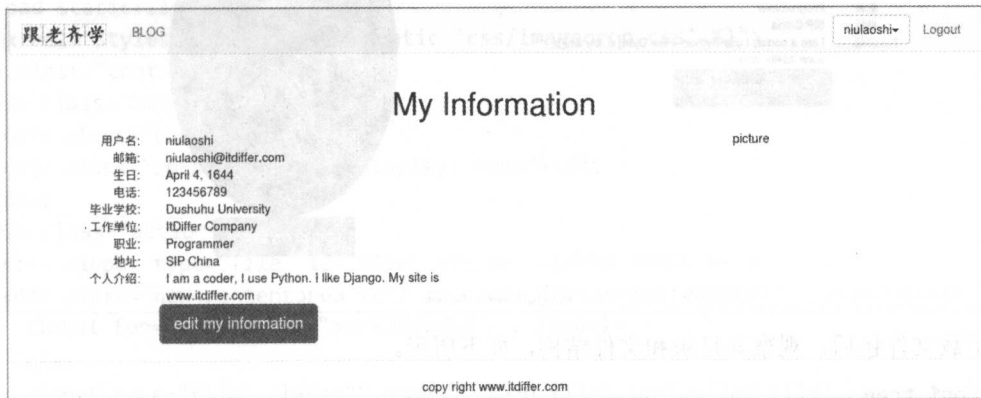 跟老齐学 BLOG niulaoshi Logout
My Information
用户名: niulaoshi picture
邮箱: niulaoshi@itdiffer.com
生日: April 4, 1644
电话: 123456789
毕业学校: Dushuhu University
工作单位: ItDiffer Company
职业: Programmer
地址: SIP China
个人介绍: I am a coder, I use Python. I like Django. My site is
www.itdiffer.com
edit my information
copy right www.itdiffer.com